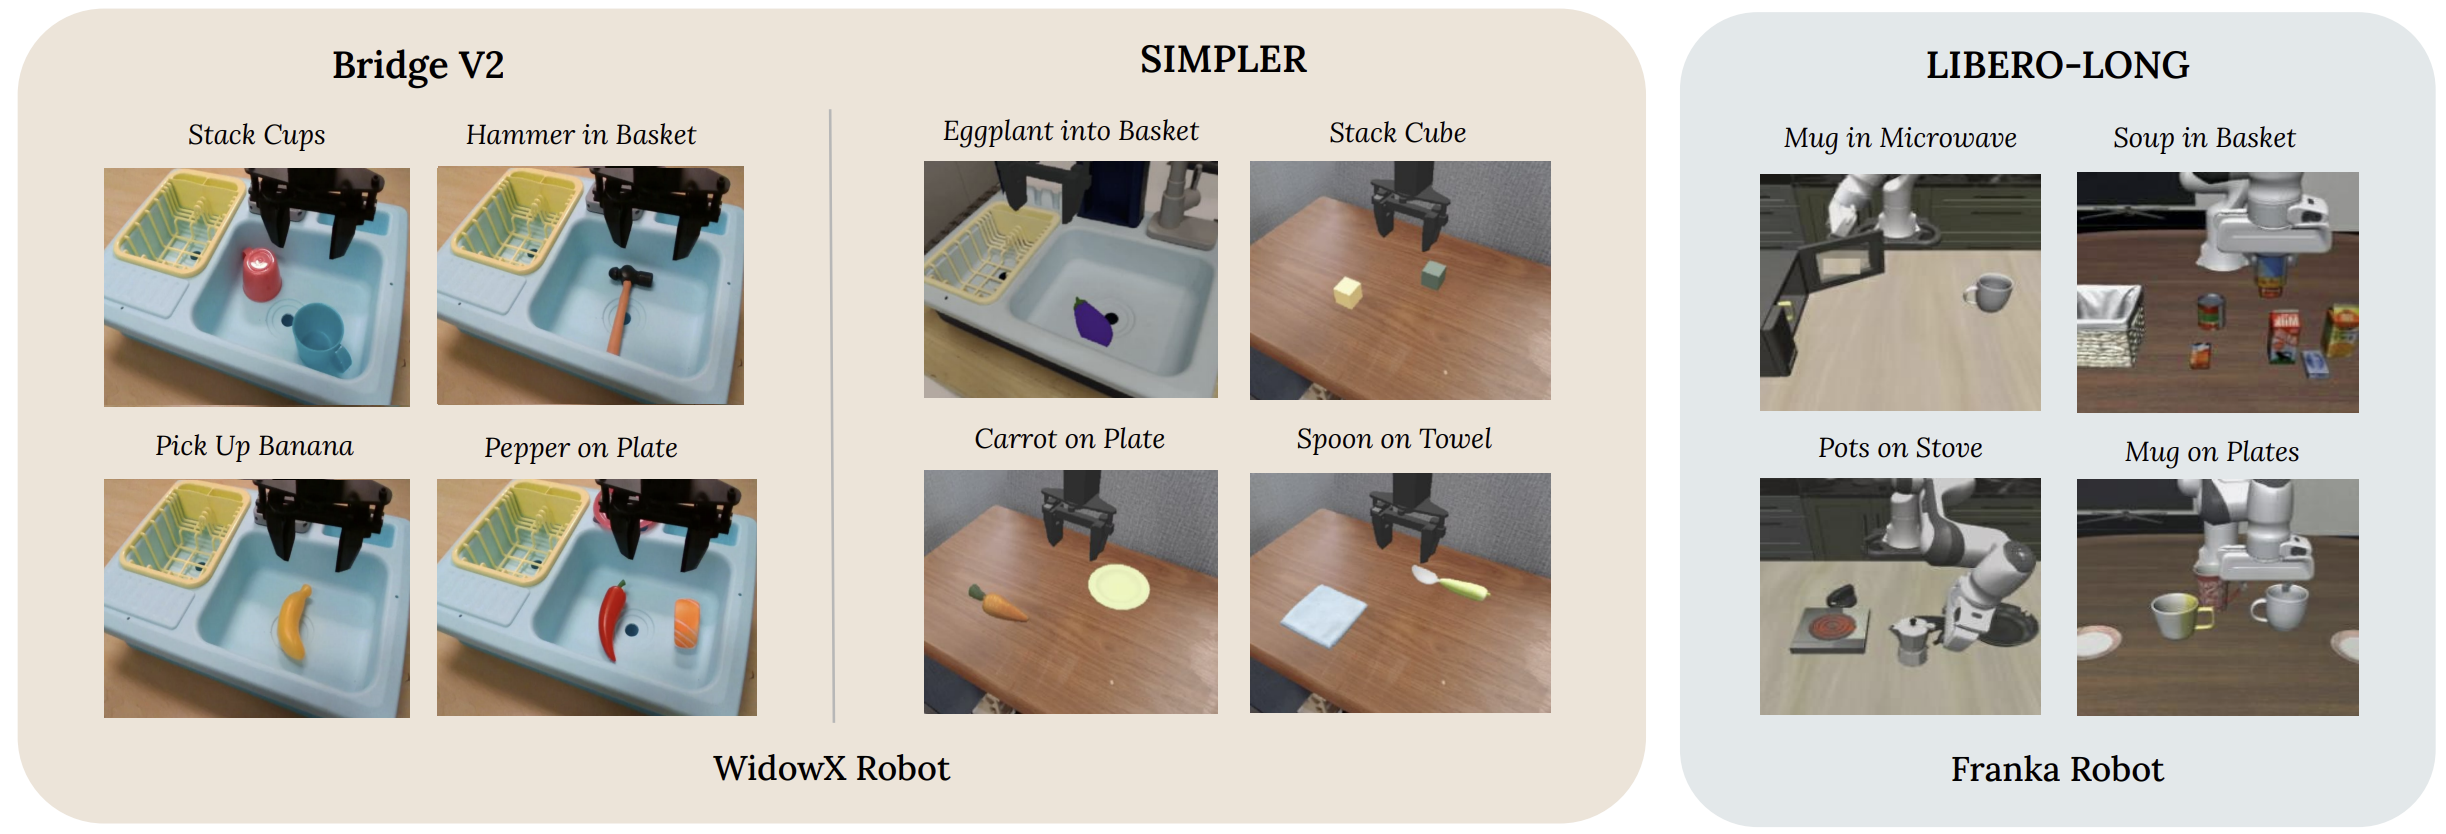 Bridge V2
Stack Cups
Hammer in Basket
Pick Up Banana
Pepper on Plate
SIMPLER
Eggplant into Basket
Stack Cube
Carrot on Plate
Spoon on Towel
WidowX Robot
LIBERO-LONG
Mug in Microwave
Soup in Basket
Pots on Stove
Mug on Plates
Franka Robot